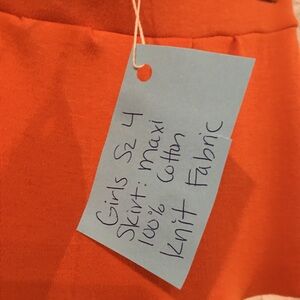 Girls Sz 4
Skirt: Maxi
100% Cotton
Knit Fabric